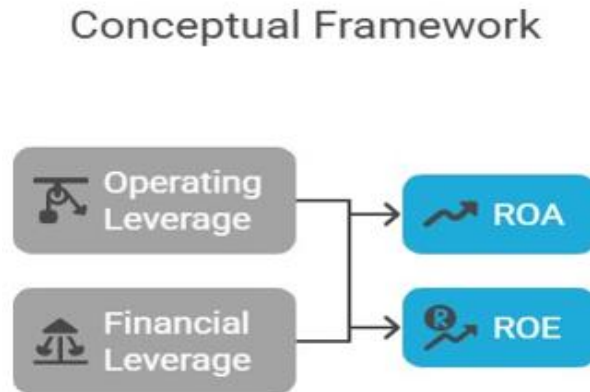 Conceptual Framework
Operating
Leverage
ROA
Financial
Leverage
R
ROE